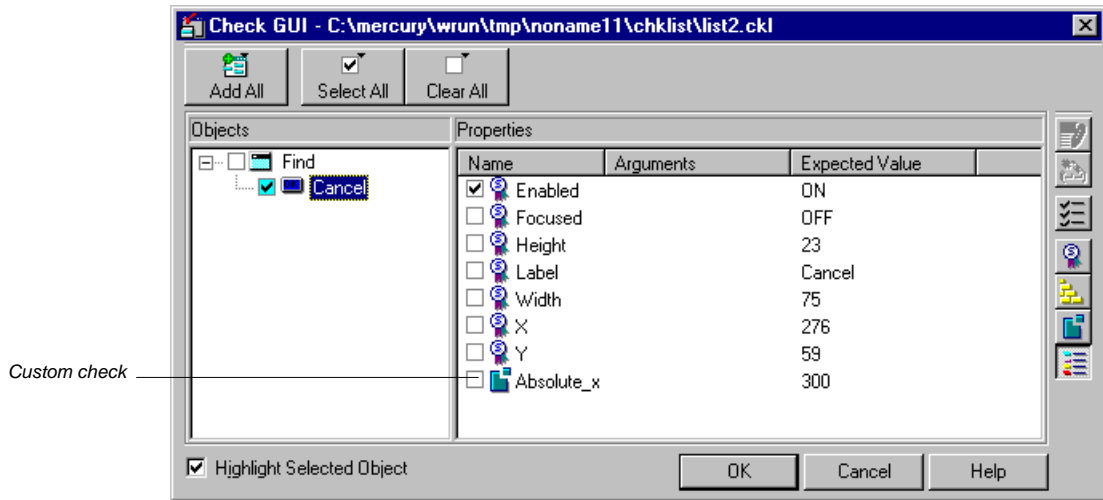 Check GUI - C:\mercury\wrun\tmp\noname11\chklist\list2.ckl
Add All
Select All
Clear All
Objects
Properties
Find
OK
Cancel
Name Arguments Expected Value
Enabled ON
Focused OFF
Height 23
Label Cancel
Width 75
X 276
Y 59
Absolute_x 300
Custom check
Highlight Selected Object
OK
Cancel
Help